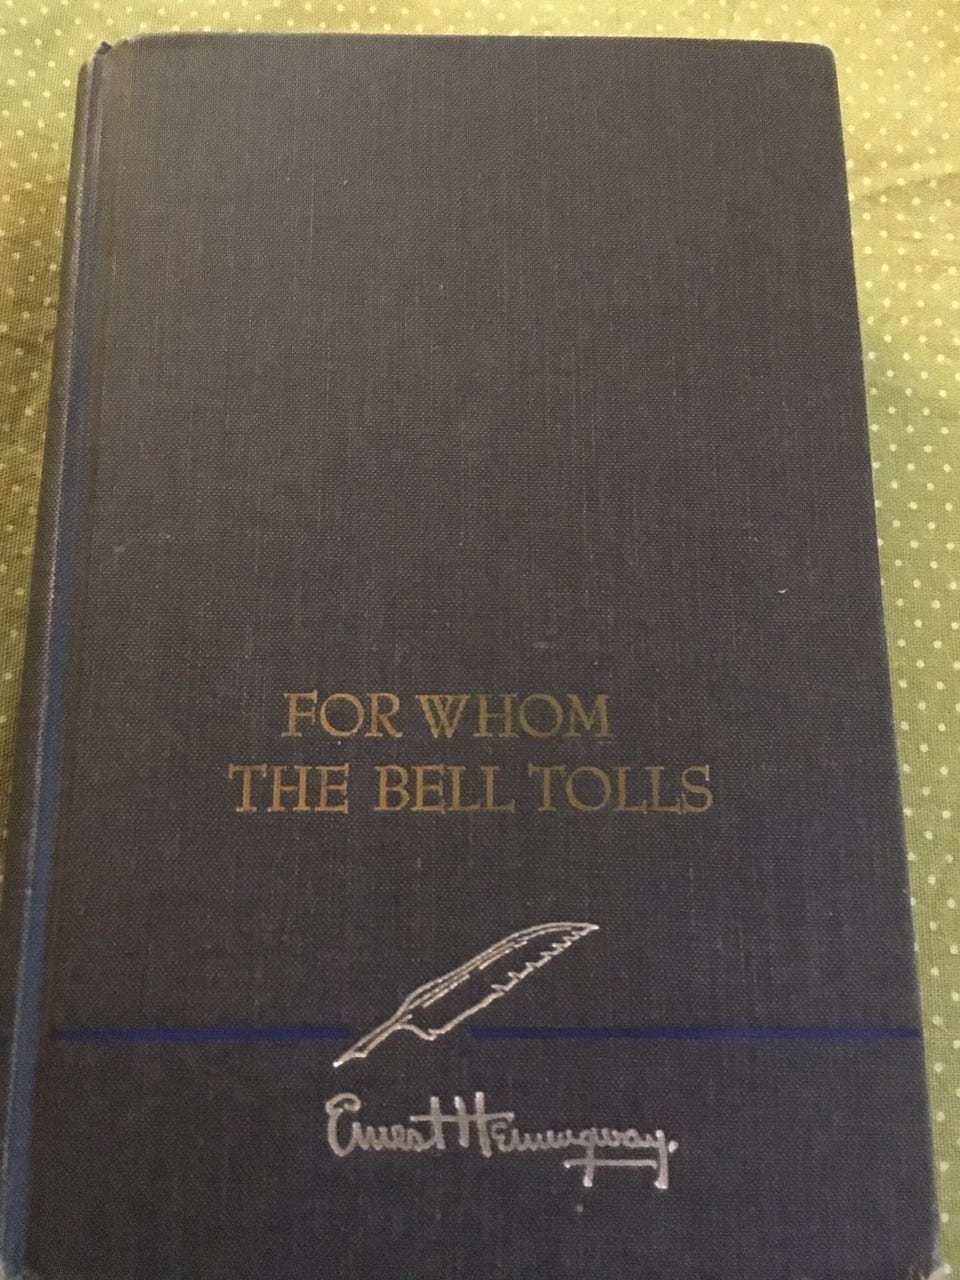 FOR WHOM
THE BELL TOLLS
Ernest Hemingway.